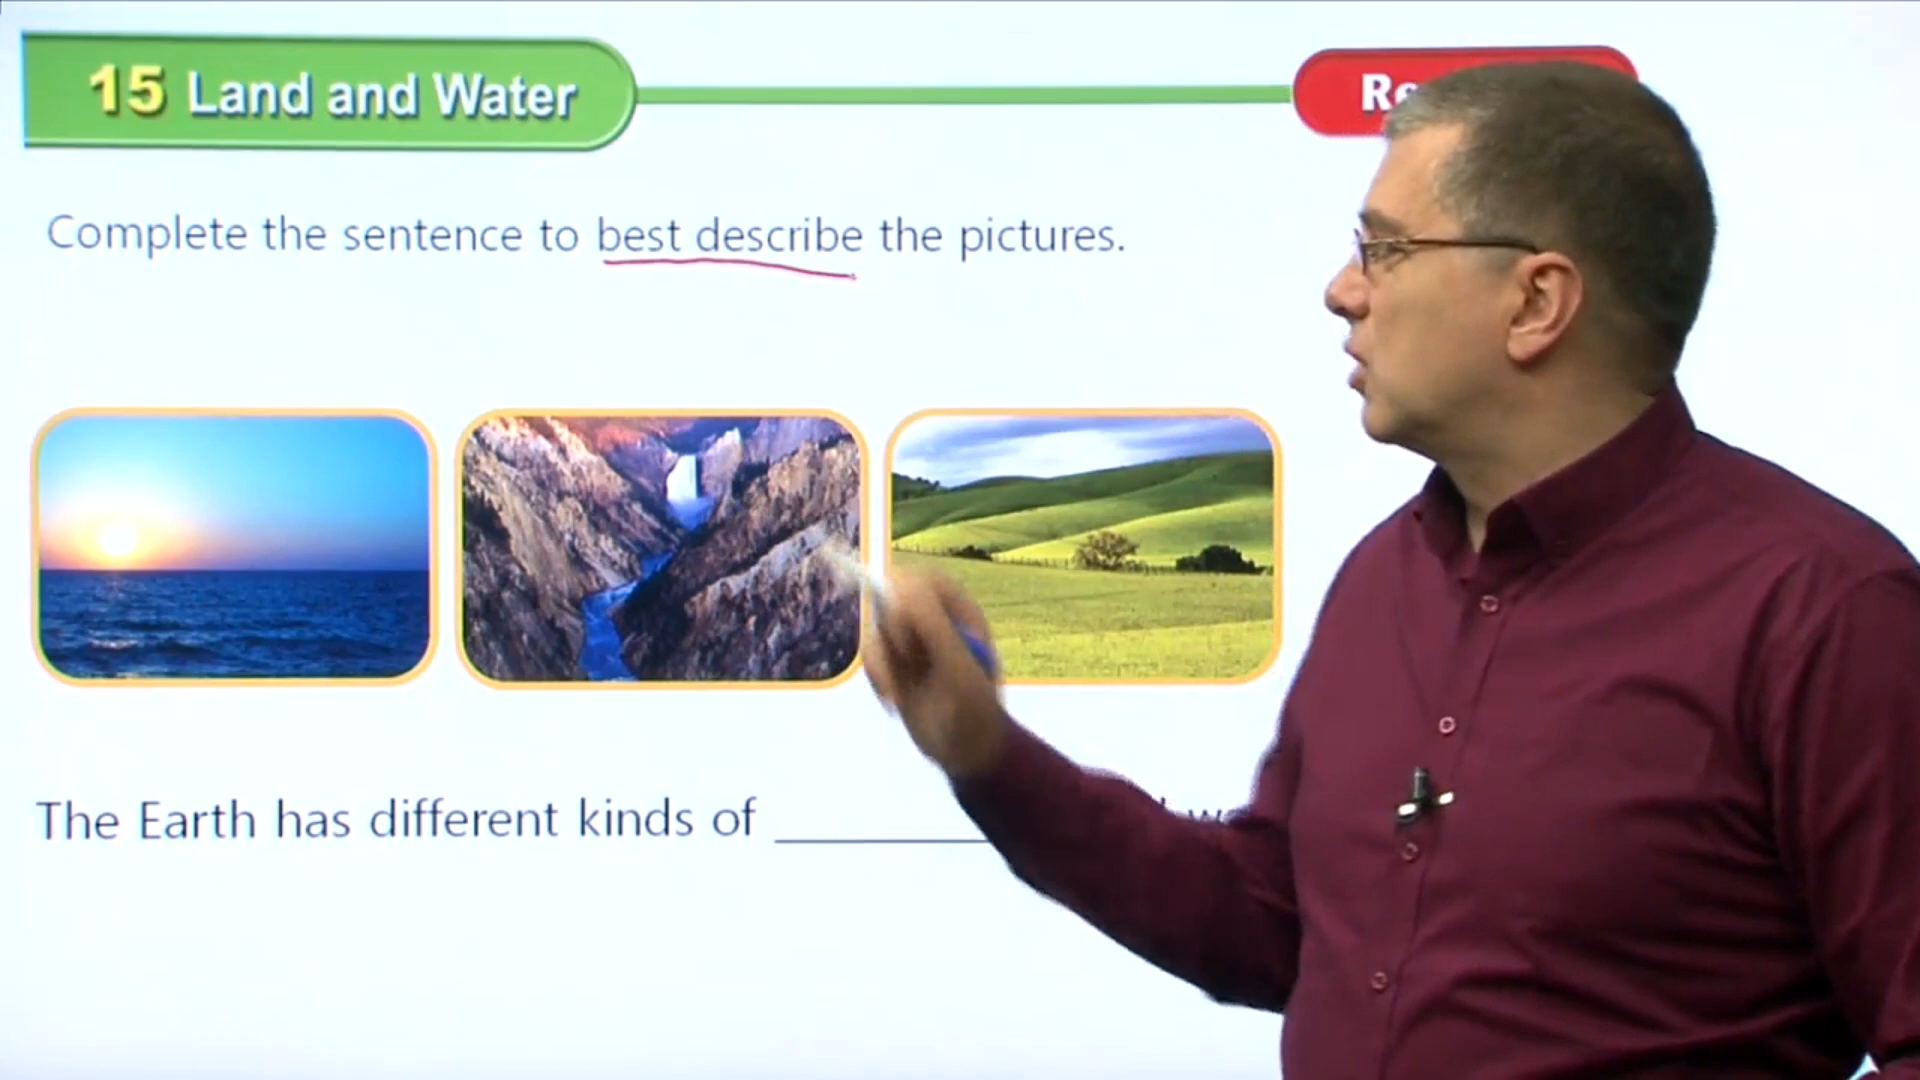 15 Land and Water
Complete the sentence to best describe the pictures.
The Earth has different kinds of